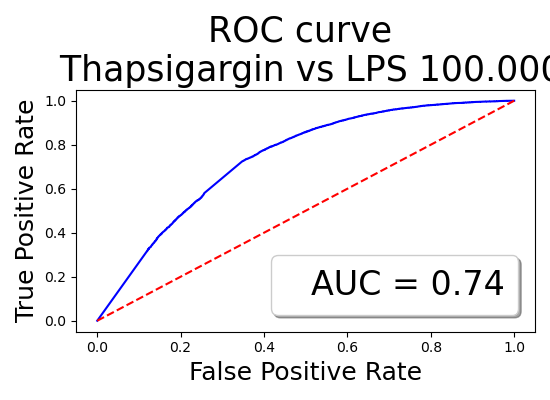 ROC curve
Thapsigargin vs LPS 100.000
True Positive Rate
1.0
0.8
0.6
0.4
0.2
0.0
AUC = 0.74
0.0 0.2 0.4 0.6 0.8 1.0
False Positive Rate